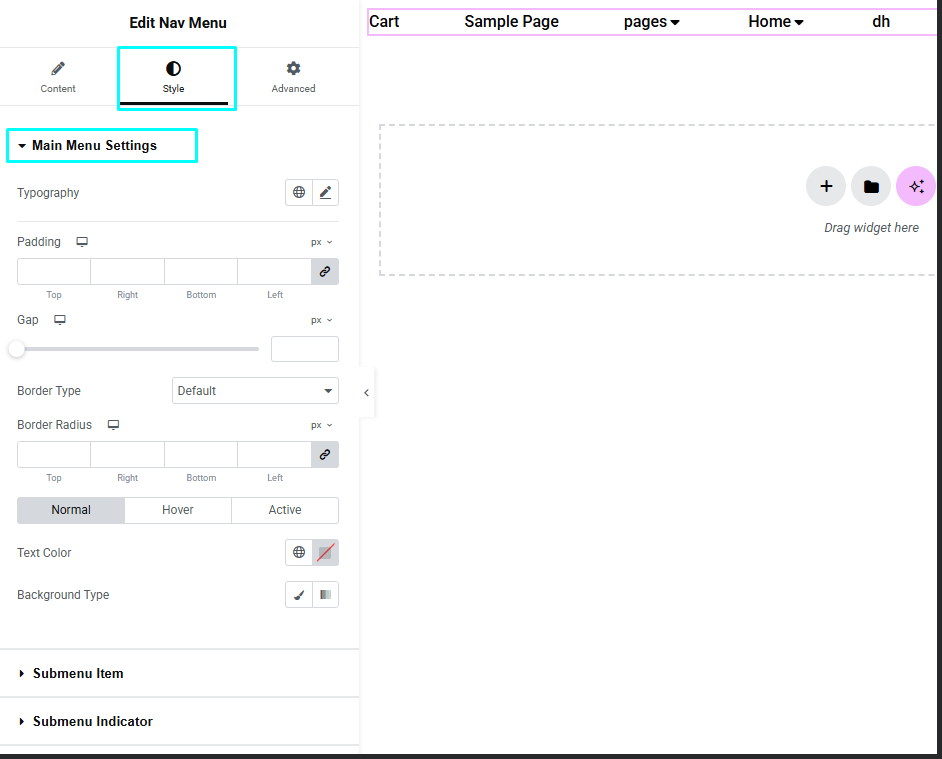 Edit Nav Menu
Content
Style
Advanced
Main Menu Settings
Typography
Padding
px
Top Right Bottom Left
Gap
px
Border Type
Default
Border Radius
px
Top Right Bottom Left
Normal Hover Active
Text Color
Background Type
Submenu Item
Submenu Indicator
Cart Sample Page pages Home dh
Drag widget here